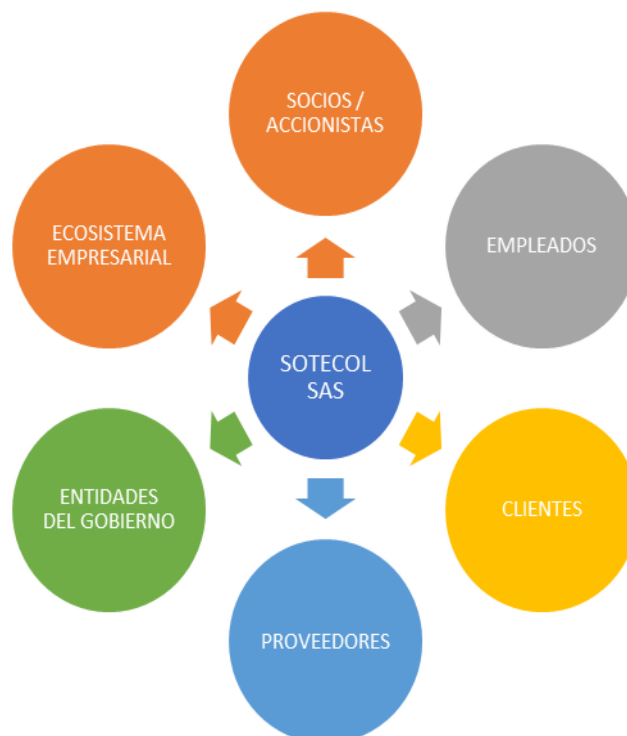 SOCIOS /
ACCIONISTAS
ECOSISTEMA
EMPRESARIAL
EMPLEADOS
SOTECOL
SAS
ENTIDADES
DEL GOBIERNO
CLIENTES
PROVEEDORES